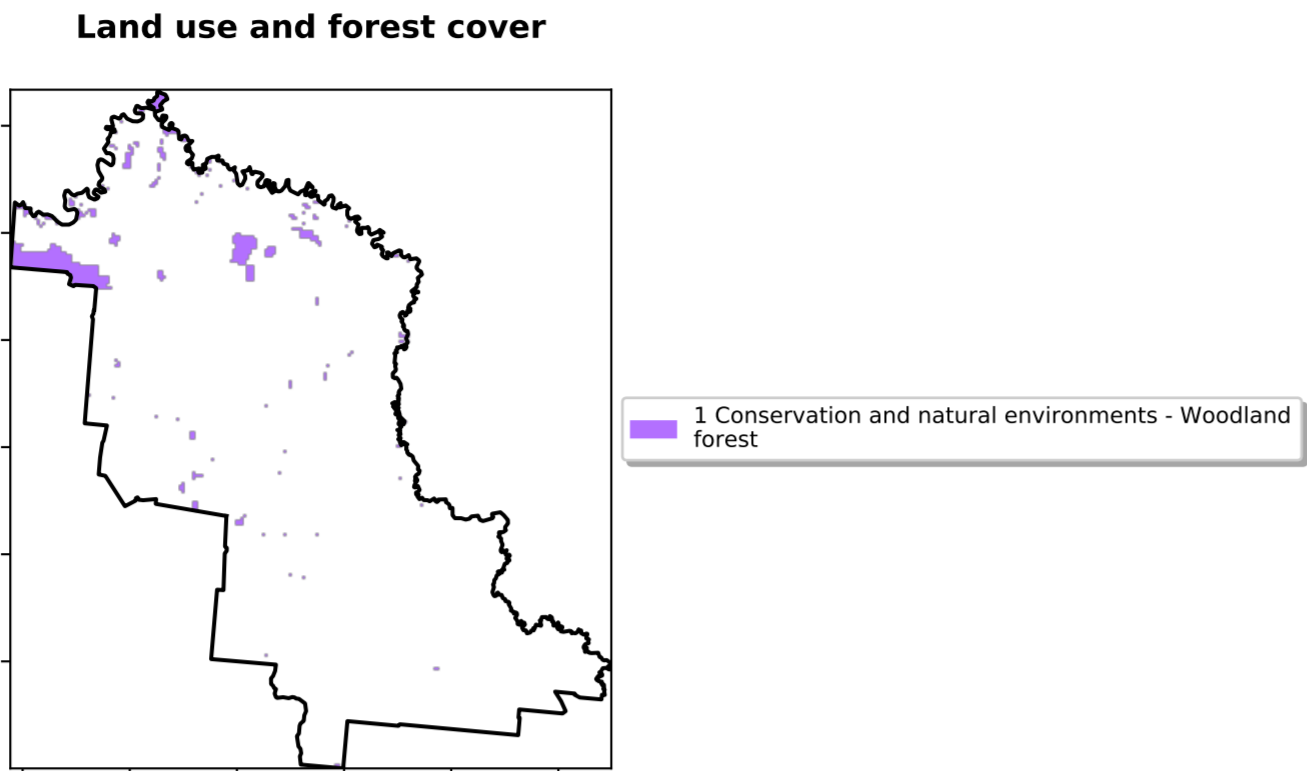 Land use and forest cover
1 Conservation and natural environments - Woodland
forest